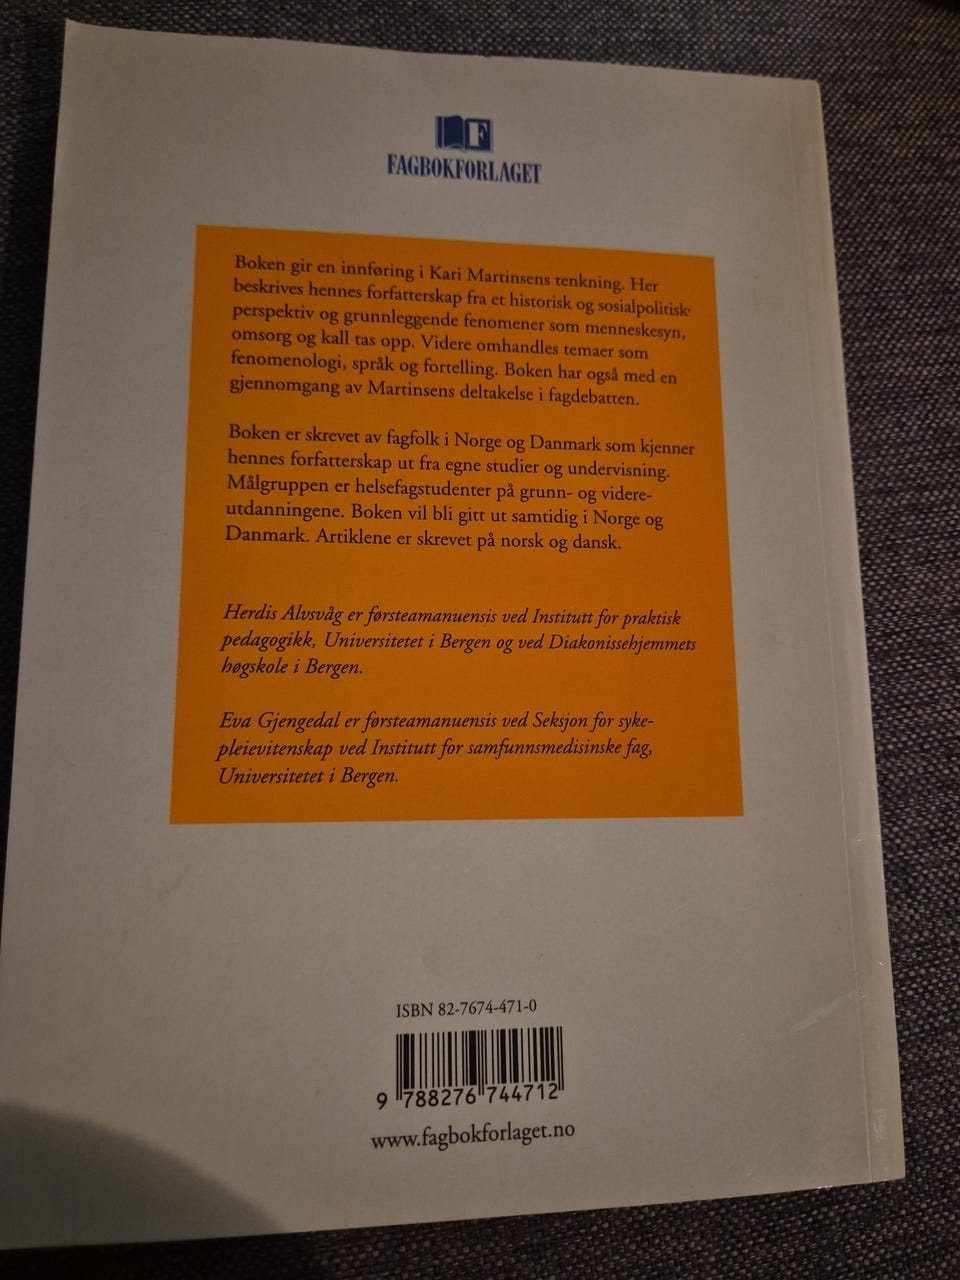 F
FAGBOKFORLAGET
Boken gir en innføring i Kari Martinsens tenkning. Her
beskrives hennes forfatterskap fra et historisk og sosialpolitisk
perspektiv og grunnleggende fenomener som menneskesyn,
omsorg og kall tas opp. Videre omhandles temaer som
fenomenologi, språk og fortelling. Boken har også med en
gjennomgang av Martinsens deltakelse i fagdebatten.
Boken er skrevet av fagfolk i Norge og Danmark som kjenner
hennes forfatterskap ut fra egne studier og undervisning.
Målgruppen er helsefagstudenter på grunn- og videre-
utdanningene. Boken vil bli gitt ut samtidig i Norge og
Danmark. Artiklene er skrevet på norsk og dansk.
Herdis Alvsvåg er førsteamanuensis ved Institutt for praktisk
pedagogikk, Universitetet i Bergen og ved Diakonissehjemmets
høgskole i Bergen.
Eva Gjengedal er førsteamanuensis ved Seksjon for syke-
pleievitenskap ved Institutt for samfunnsmedisinske fag,
Universitetet i Bergen.
ISBN 82-7674-471-0
9 788276 744712
www.fagbokforlaget.no